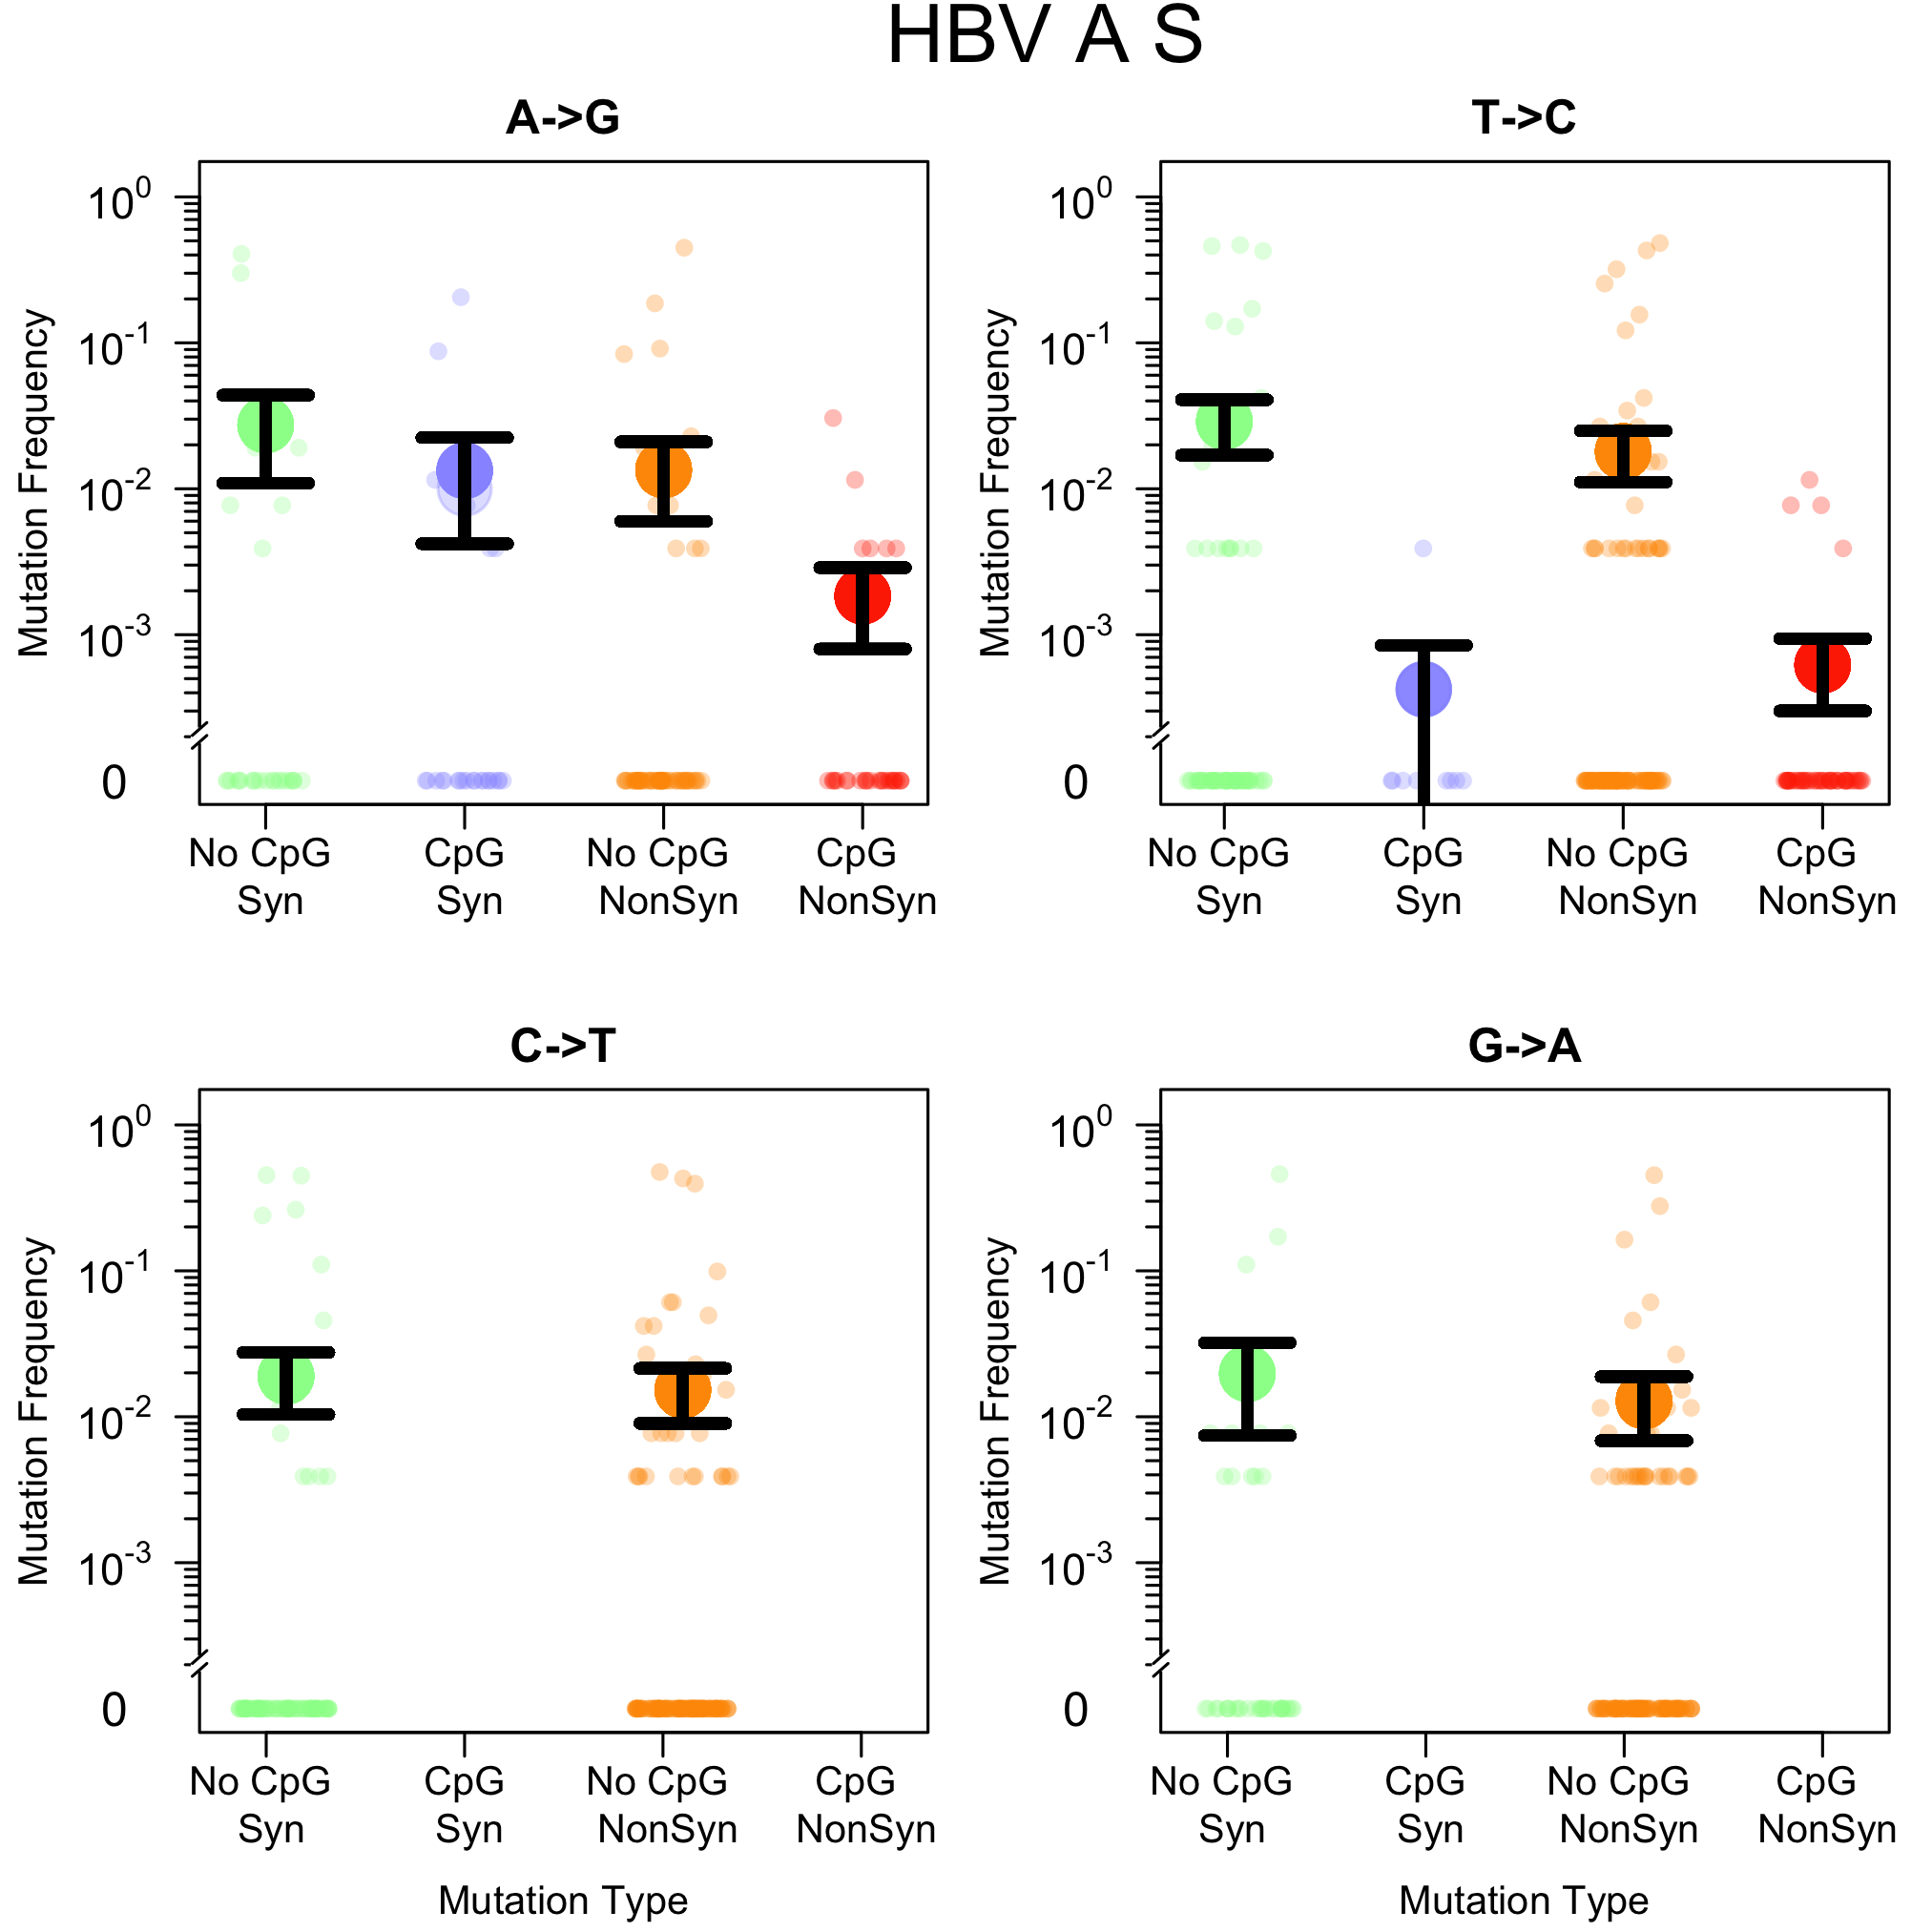 HBV A S
A->G
T->C
Mutation Frequency
10^0
10^-1
10^-2
10^-3
0
No CpG Syn
CpG Syn
No CpG NonSyn
CpG NonSyn
Mutation Frequency
10^0
10^-1
10^-2
10^-3
0
No CpG Syn
CpG Syn
No CpG NonSyn
CpG NonSyn
C->T
G->A
Mutation Frequency
10^0
10^-1
10^-2
10^-3
0
No CpG Syn
CpG Syn
No CpG NonSyn
CpG NonSyn
Mutation Type
Mutation Frequency
10^0
10^-1
10^-2
10^-3
0
No CpG Syn
CpG Syn
No CpG NonSyn
CpG NonSyn
Mutation Type